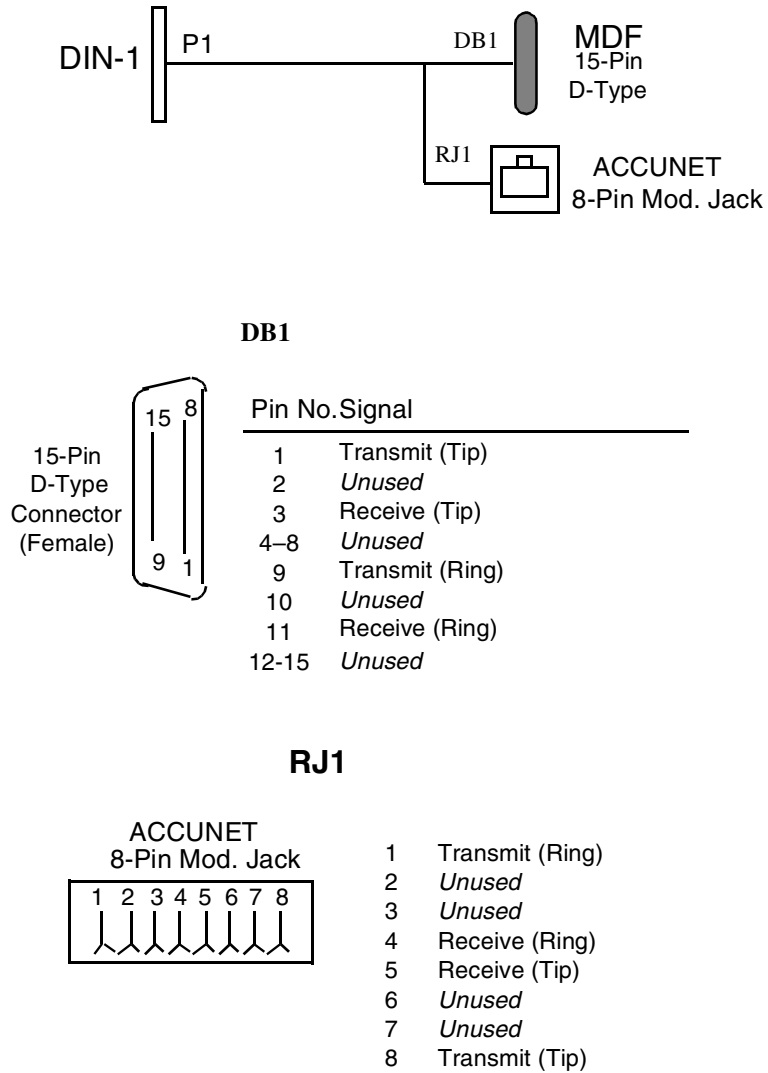 DIN-1
P1
DB1
MDF
15-Pin
D-Type
RJ1
ACCUNET
8-Pin Mod. Jack
DB1
15-Pin
D-Type
Connector
(Female)
15 8
9 1
Pin No.Signal
1 Transmit (Tip)
2 Unused
3 Receive (Tip)
4–8 Unused
9 Transmit (Ring)
10 Unused
11 Receive (Ring)
12-15 Unused
RJ1
ACCUNET
8-Pin Mod. Jack
1 2 3 4 5 6 7 8
1 Transmit (Ring)
2 Unused
3 Unused
4 Receive (Ring)
5 Receive (Tip)
6 Unused
7 Unused
8 Transmit (Tip)